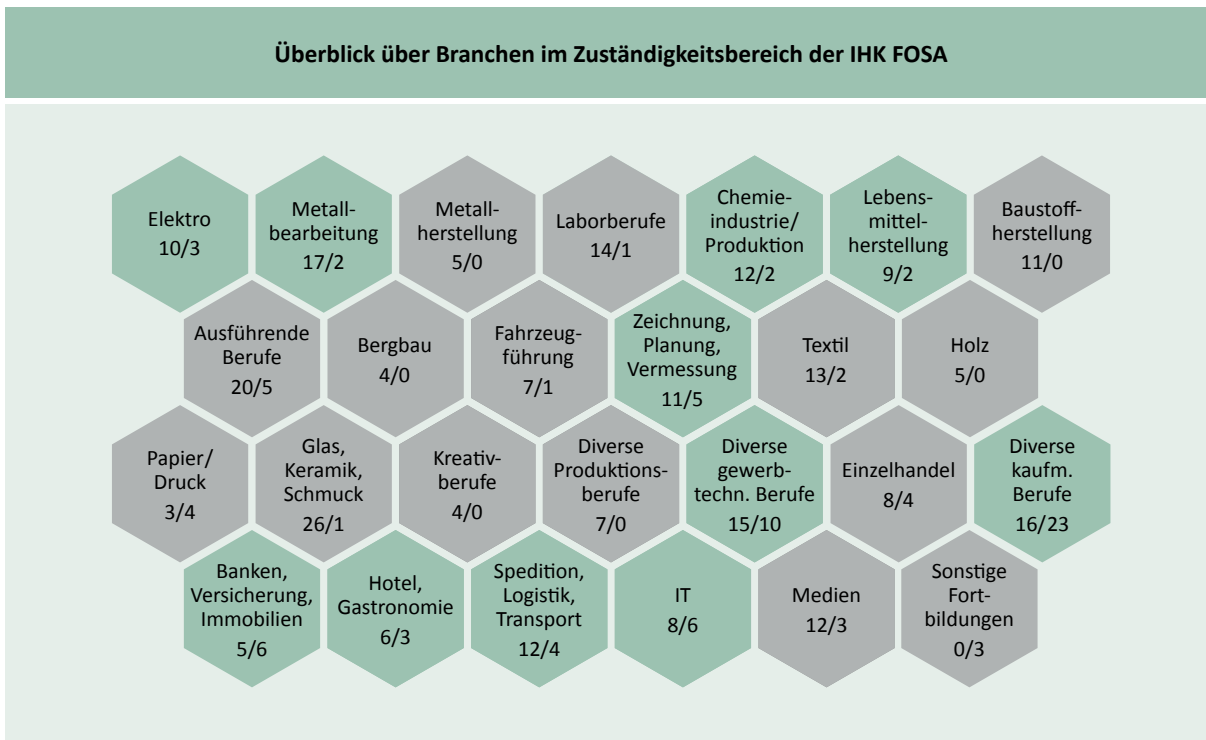 Überblick über Branchen im Zuständigkeitsbereich der IHK FOSA
Elektro
10/3
Metall-
bearbeitung
17/2
Metall-
herstellung
5/0
Laborberufe
14/1
Chemie-
industrie/
Produktion
12/2
Lebens-
mittel-
herstellung
9/2
Baustoff-
herstellung
11/0
Ausführende
Berufe
20/5
Bergbau
4/0
Fahrzeug-
führung
7/1
Zeichnung,
Planung,
Vermessung
11/5
Textil
13/2
Holz
5/0
Papier/
Druck
3/4
Glas,
Keramik,
Schmuck
26/1
Kreativ-
berufe
4/0
Diverse
Produktions-
berufe
7/0
Diverse
gewerb-
techn. Berufe
15/10
Einzelhandel
8/4
Diverse
kaufm.
Berufe
16/23
Banken,
Versicherung,
Immobilien
5/6
Hotel,
Gastronomie
6/3
Spedition,
Logistik,
Transport
12/4
IT
8/6
Medien
12/3
Sonstige
Fort-
bildungen
0/3